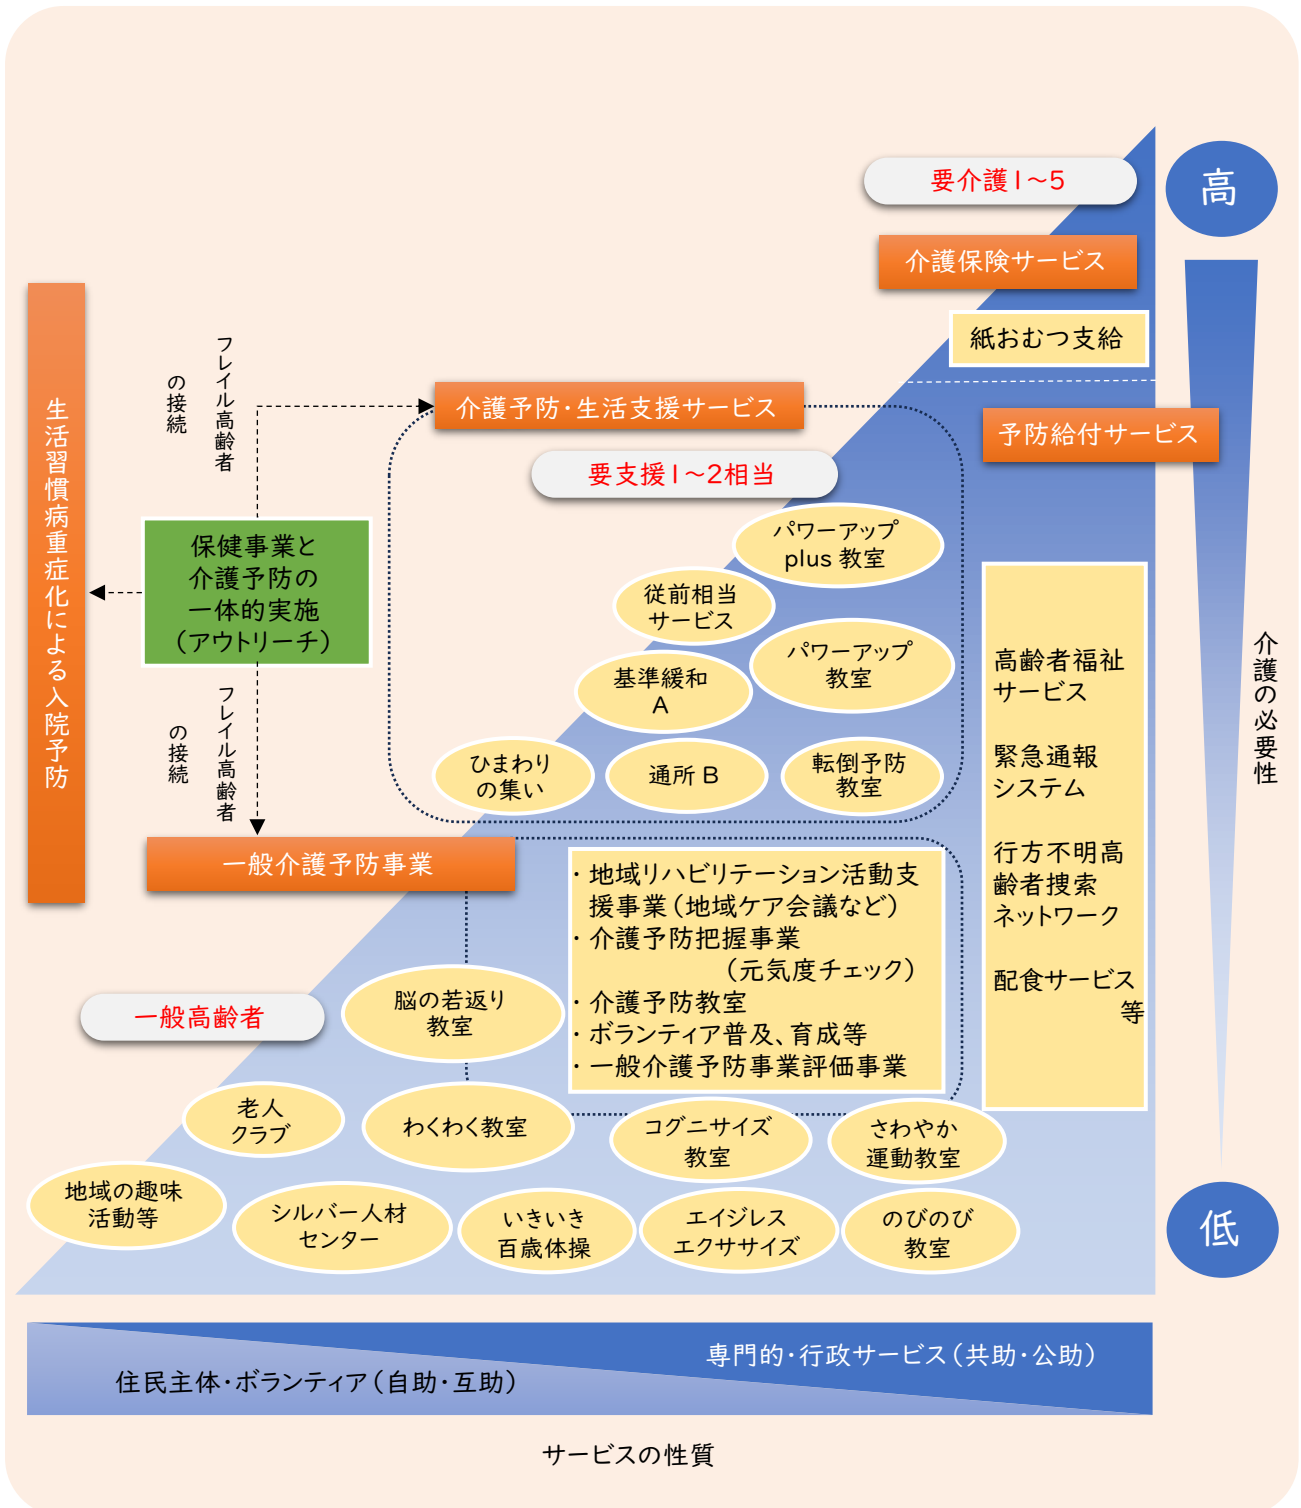 要介護1～5
高
介護保険サービス
紙おむつ支給
フレイル高齢者
の接続
介護予防・生活支援サービス
予防給付サービス
要支援1～2相当
生活習慣病重症化による入院予防
保健事業と
介護予防の
一体的実施
（アウトリーチ）
パワーアップ
plus 教室
従前相当
サービス
パワーアップ
教室
基準緩和
A
ひまわり
の集い
通所 B
転倒予防
教室
高齢者福祉
サービス
緊急通報
システム
行方不明高
齢者捜索
ネットワーク
配食サービス
等
介護の必要性
フレイル高齢者
の接続
一般介護予防事業
・地域リハビリテーション活動支
援事業（地域ケア会議など）
・介護予防把握事業
（元気度チェック）
・介護予防教室
・ボランティア普及、育成等
・一般介護予防事業評価事業
一般高齢者
脳の若返り
教室
老人
クラブ
わくわく教室
コグニサイズ
教室
さわやか
運動教室
地域の趣味
活動等
シルバー人材
センター
いきいき
百歳体操
エイジレス
エクササイズ
のびのび
教室
低
専門的・行政サービス（共助・公助）
住民主体・ボランティア（自助・互助）
サービスの性質